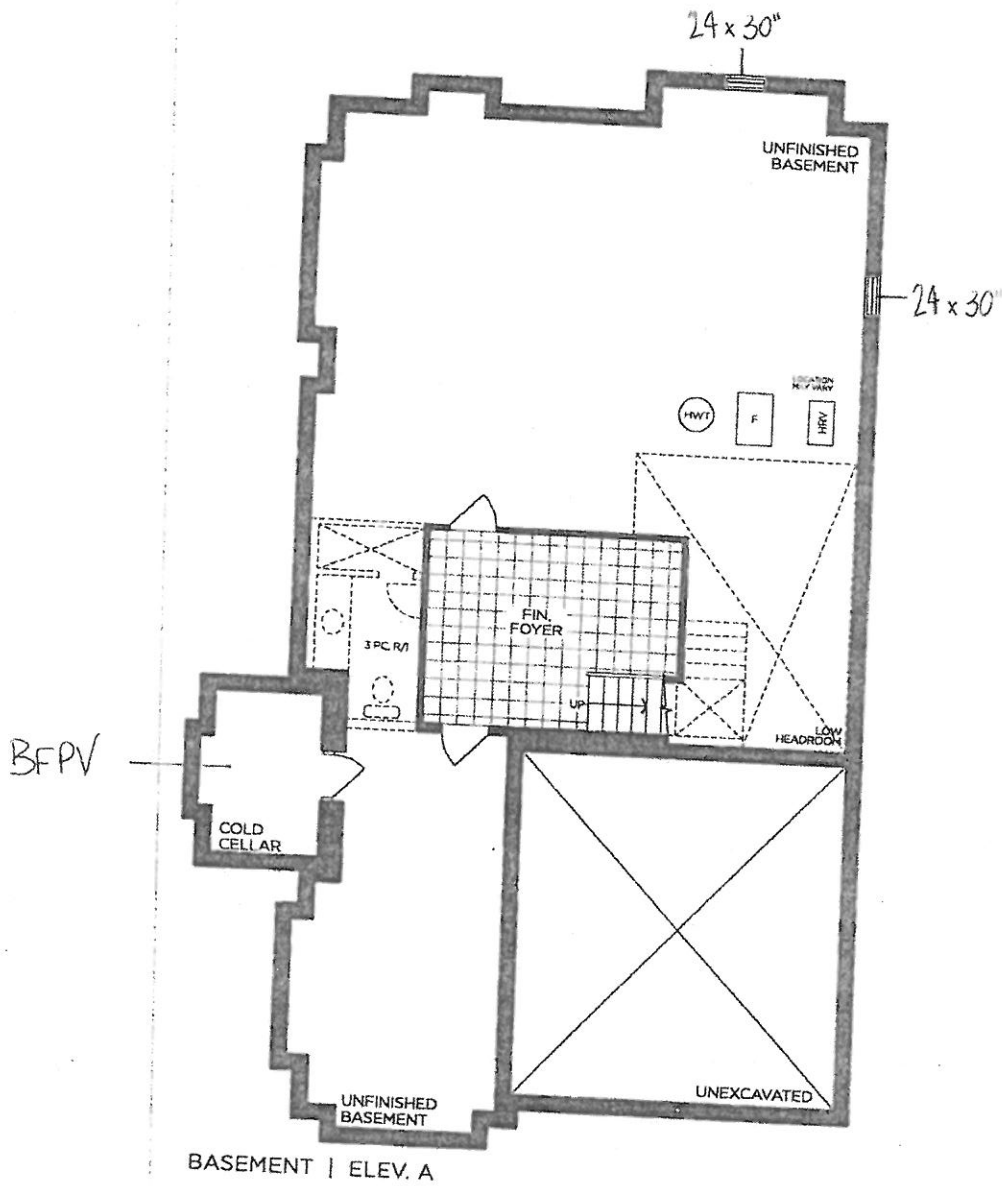 24 x 30"
UNFINISHED
BASEMENT
24 x 30"
LOCATION
MAY VARY
HWT
F
HRV
FIN.
FOYER
3 PC R/I
UP
LOW
HEADROOM
BFPV
COLD
CELLAR
UNEXCAVATED
UNFINISHED
BASEMENT
BASEMENT | ELEV. A